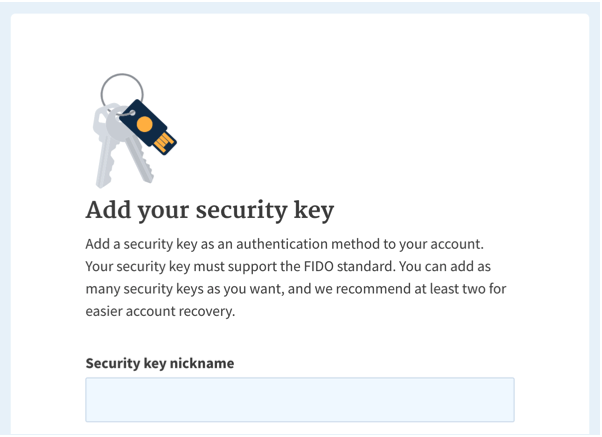 Add your security key
Add a security key as an authentication method to your account.
Your security key must support the FIDO standard. You can add as
many security keys as you want, and we recommend at least two for
easier account recovery.
Security key nickname